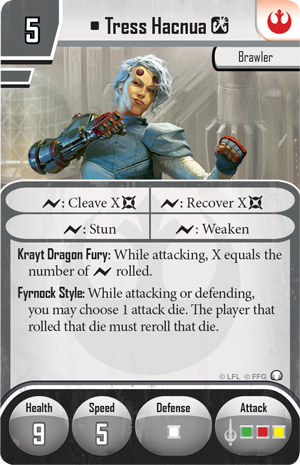 5
Tress Hacnua
Brawler
: Cleave X
: Recover X
: Stun
: Weaken
Krayt Dragon Fury: While attacking, X equals the
number of rolled.
Fyrnock Style: While attacking or defending,
you may choose 1 attack die. The player that
rolled that die must reroll that die.
© LFL © FFG
Health
Speed
Defense
Attack
9
5